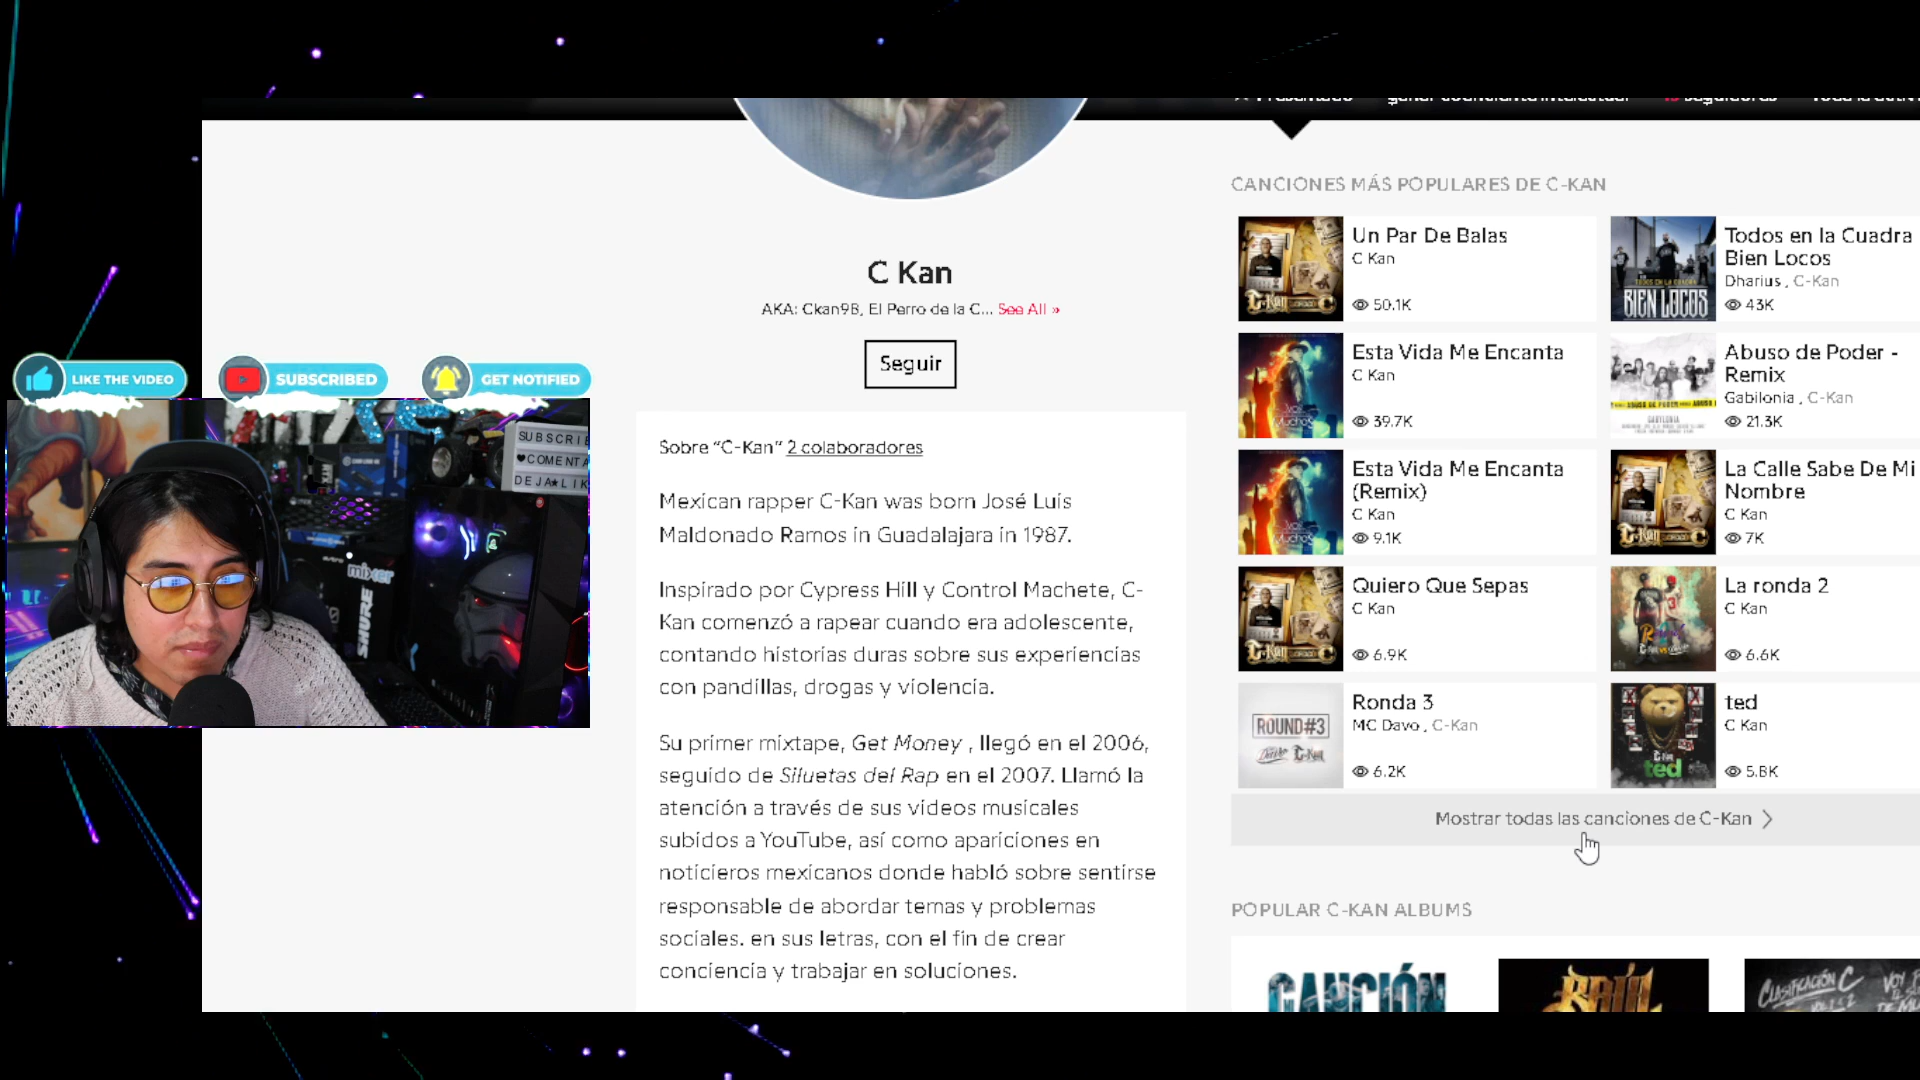 CANCIONES MÁS POPULARES DE C-KAN
C Kan
AKA: Ckan98, El Perro de la C... See All »
Seguir
Sobre “C-Kan” 2 colaboradores
Mexican rapper C-Kan was born José Luis
Maldonado Ramos in Guadalajara in 1987.
Inspirado por Cypress Hill y Control Machete, C-
Kan comenzó a rapear cuando era adolescente,
contando historias duras sobre sus experiencias
con pandillas, drogas y violencia.
Su primer mixtape, Get Money , llegó en el 2006,
seguido de Siluetas del Rap en el 2007. Llamó la
atención a través de sus videos musicales
subidos a YouTube, así como apariciones en
noticieros mexicanos donde habló sobre sentirse
responsable de abordar temas y problemas
sociales. en sus letras, con el fin de crear
conciencia y trabajar en soluciones.
Un Par De Balas
C Kan
50.1K
Todos en la Cuadra
Bien Locos
Dharius , C-Kan
43K
BIEN LOCOS
Esta Vida Me Encanta
C Kan
39.7K
Abuso de Poder -
Remix
Gabilonia , C-Kan
21.3K
Esta Vida Me Encanta
(Remix)
C Kan
9.1K
La Calle Sabe De Mi
Nombre
C Kan
7K
Quiero Que Sepas
C Kan
6.9K
La ronda 2
C Kan
6.6K
Ronda 3
MC Davo , C-Kan
6.2K
ROUND#3
ted
C Kan
5.8K
ted
Mostrar todas las canciones de C-Kan
POPULAR C-KAN ALBUMS
CANCIÓN
CLASIFICACIÓN C
LIKE THE VIDEO
SUBSCRIBED
GET NOTIFIED
SUBSCRIB
♥COMENTA
DEJA★LIK
mixer
SHURE